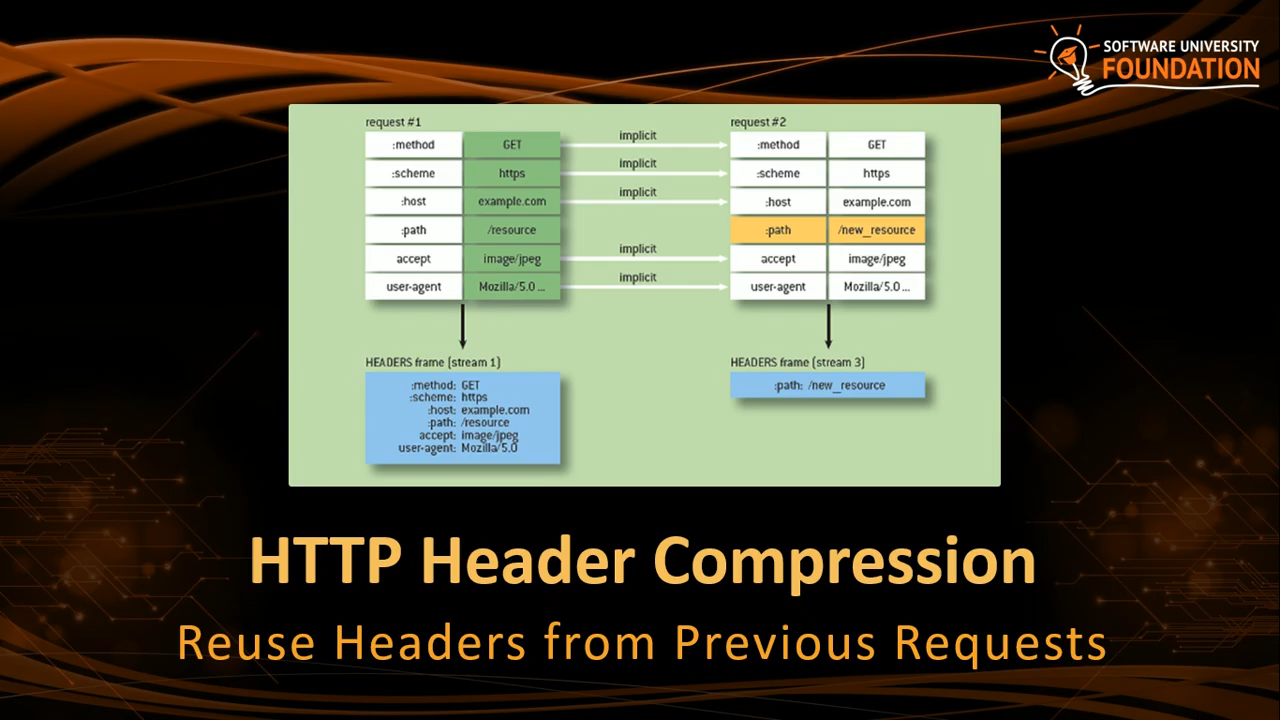 SOFTWARE UNIVERSITY
FOUNDATION
request #1
request #2
:method GET implicit :method GET
:scheme https implicit :scheme https
:host example.com implicit :host example.com
:path /resource :path /new_resource
accept image/jpeg implicit accept image/jpeg
user-agent Mozilla/5.0 ... implicit user-agent Mozilla/5.0 ...
HEADERS frame (stream 1)
:method: GET
:scheme: https
:host: example.com
:path: /resource
accept: image/jpeg
user-agent: Mozilla/5.0
HEADERS frame (stream 3)
:path: /new_resource
HTTP Header Compression
Reuse Headers from Previous Requests